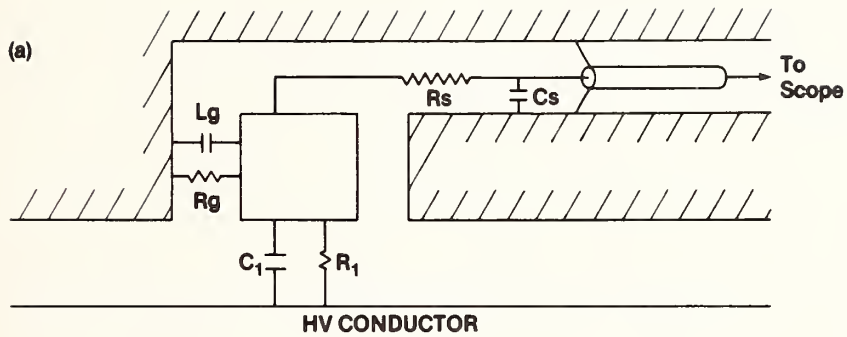 (a)
Rs
Cs
To
Scope
Lg
Rg
C1
R1
HV CONDUCTOR